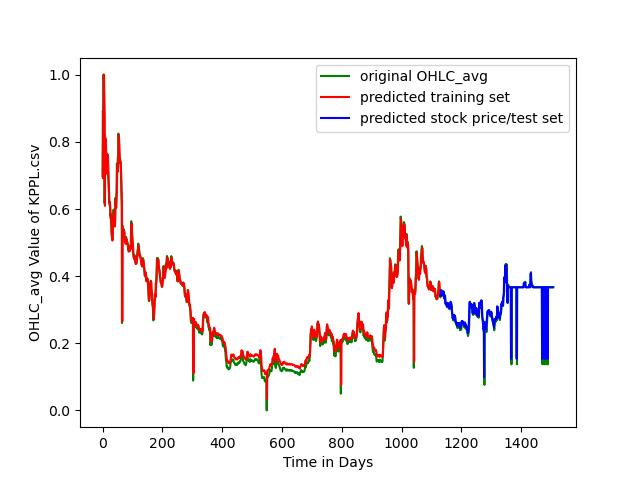 original OHLC_avg
predicted training set
predicted stock price/test set
OHLC_avg Value of KPPL.csv
1.0
0.8
0.6
0.4
0.2
0.0
0 200 400 600 800 1000 1200 1400
Time in Days